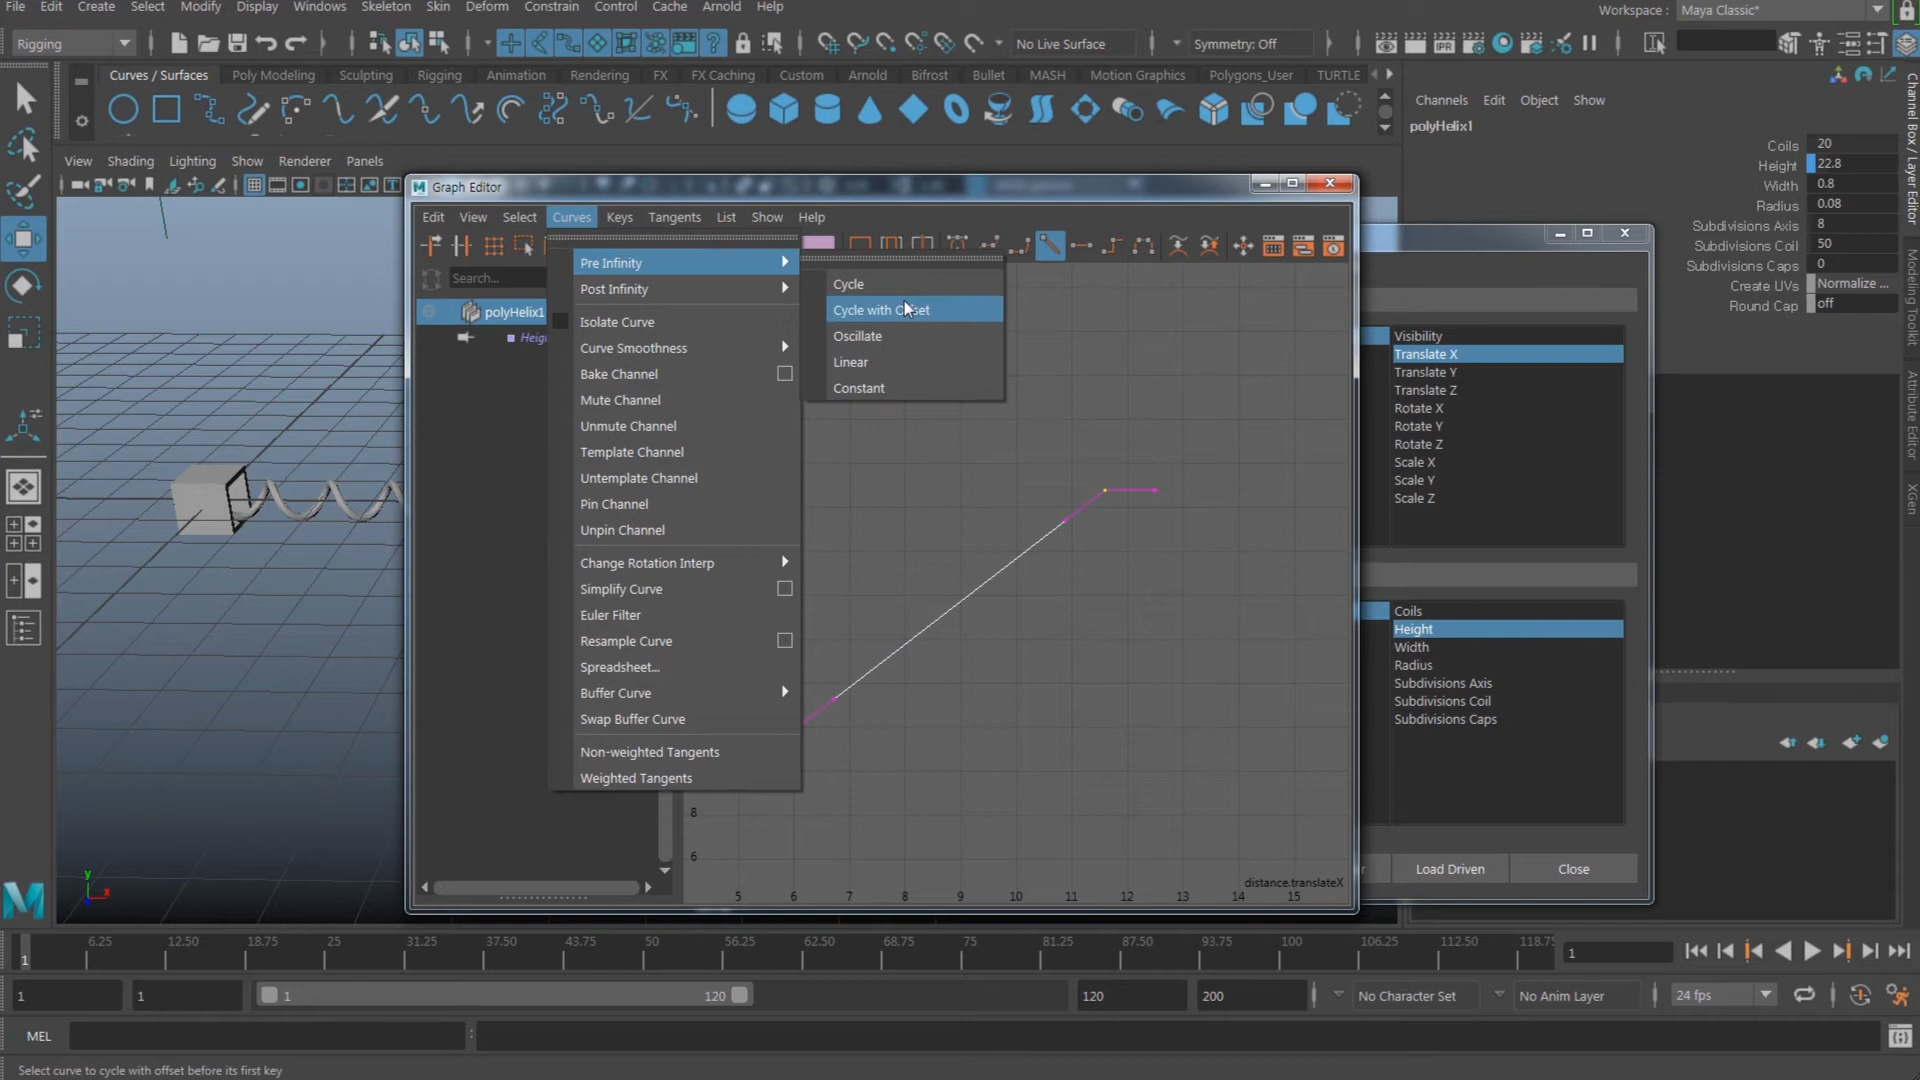 File Edit Create Select Modify Display Windows Skeleton Skin Deform Constrain Control Cache Arnold Help
Workspace : Maya Classic*
Rigging
No Live Surface
Symmetry: Off
IPR
Curves / Surfaces Poly Modeling Sculpting Rigging Animation Rendering FX FX Caching Custom Arnold Bifrost Bullet MASH Motion Graphics Polygons_User TURTLE
Channels Edit Object Show
polyHelix1
Coils 20
Height 22.8
Width 0.8
Radius 0.08
Subdivisions Axis 8
Subdivisions Coil 50
Subdivisions Caps 0
Create UVs Normalize ...
Round Cap off
Channel Box / Layer Editor
Modeling Toolkit
Attribute Editor
XGen
View Shading Lighting Show Renderer Panels
Graph Editor
Edit View Select Curves Keys Tangents List Show Help
Search...
polyHelix1
Heig
Pre Infinity
Post Infinity
Isolate Curve
Curve Smoothness
Bake Channel
Mute Channel
Unmute Channel
Template Channel
Untemplate Channel
Pin Channel
Unpin Channel
Change Rotation Interp
Simplify Curve
Euler Filter
Resample Curve
Spreadsheet...
Buffer Curve
Swap Buffer Curve
Non-weighted Tangents
Weighted Tangents
Cycle
Cycle with Offset
Oscillate
Linear
Constant
8
6
5 6 7 8 9 10 11 12 13 14 15
distance.translateX
Visibility
Translate X
Translate Y
Translate Z
Rotate X
Rotate Y
Rotate Z
Scale X
Scale Y
Scale Z
Coils
Height
Width
Radius
Subdivisions Axis
Subdivisions Coil
Subdivisions Caps
r Load Driven Close
y
x
M
1 6.25 12.50 18.75 25 31.25 37.50 43.75 50 56.25 62.50 68.75 75 81.25 87.50 93.75 100 106.25 112.50 118.75
1
1 1 1 120 120 200 No Character Set No Anim Layer 24 fps
MEL
Select curve to cycle with offset before its first key